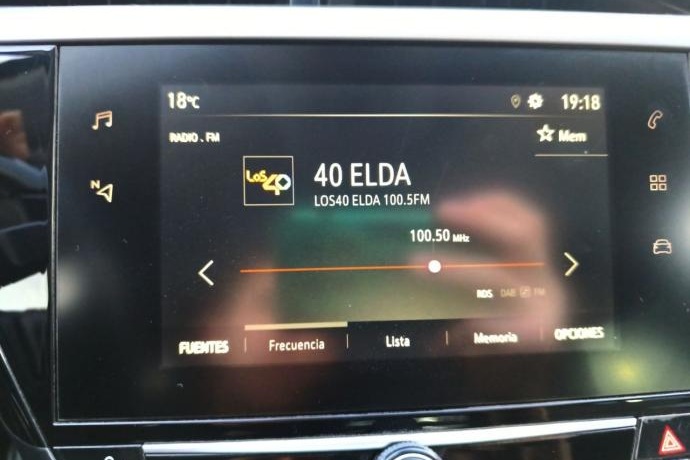 18°C 19:18
RADIO . FM Mem
LOS40
40 ELDA
LOS40 ELDA 100.5FM
100.50 MHz
RDS DAB FM
FUENTES Frecuencia Lista Memoria OPCIONES
N